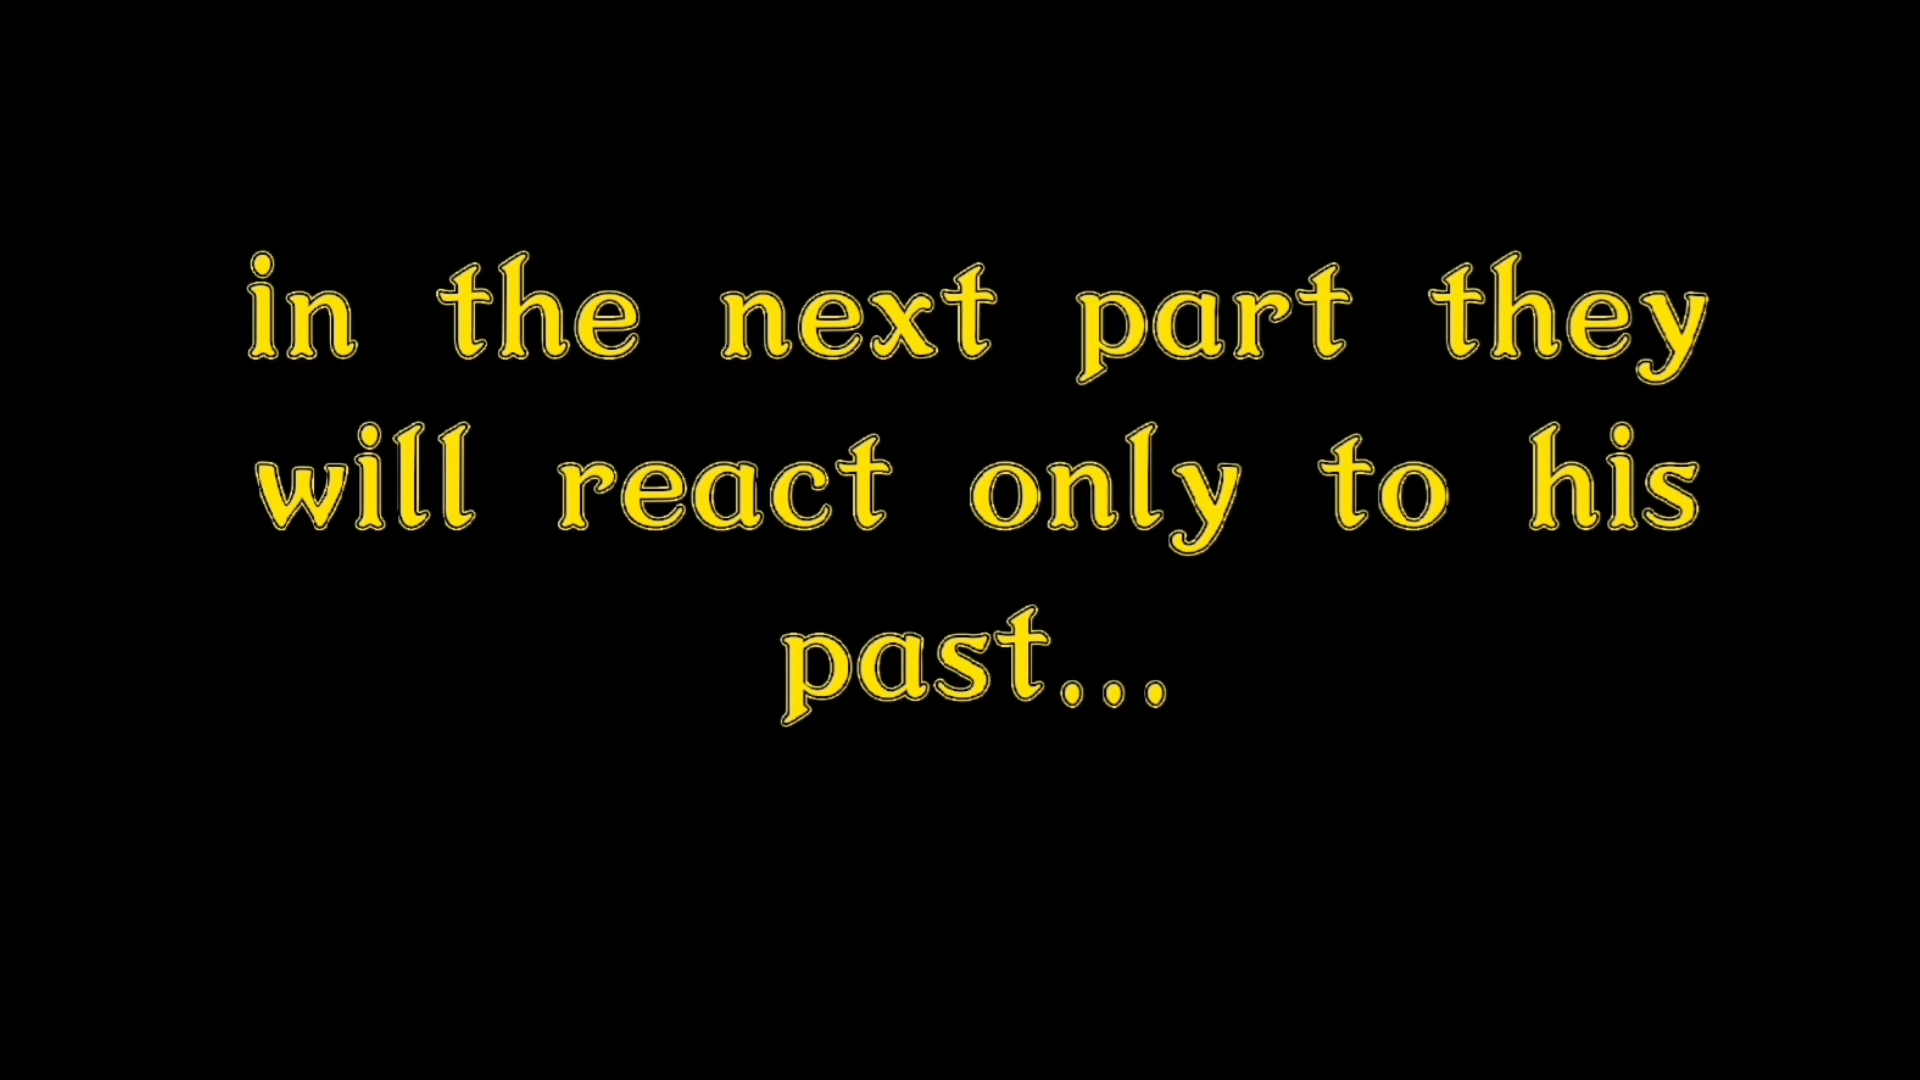 in the next part they
will react only to his
past...